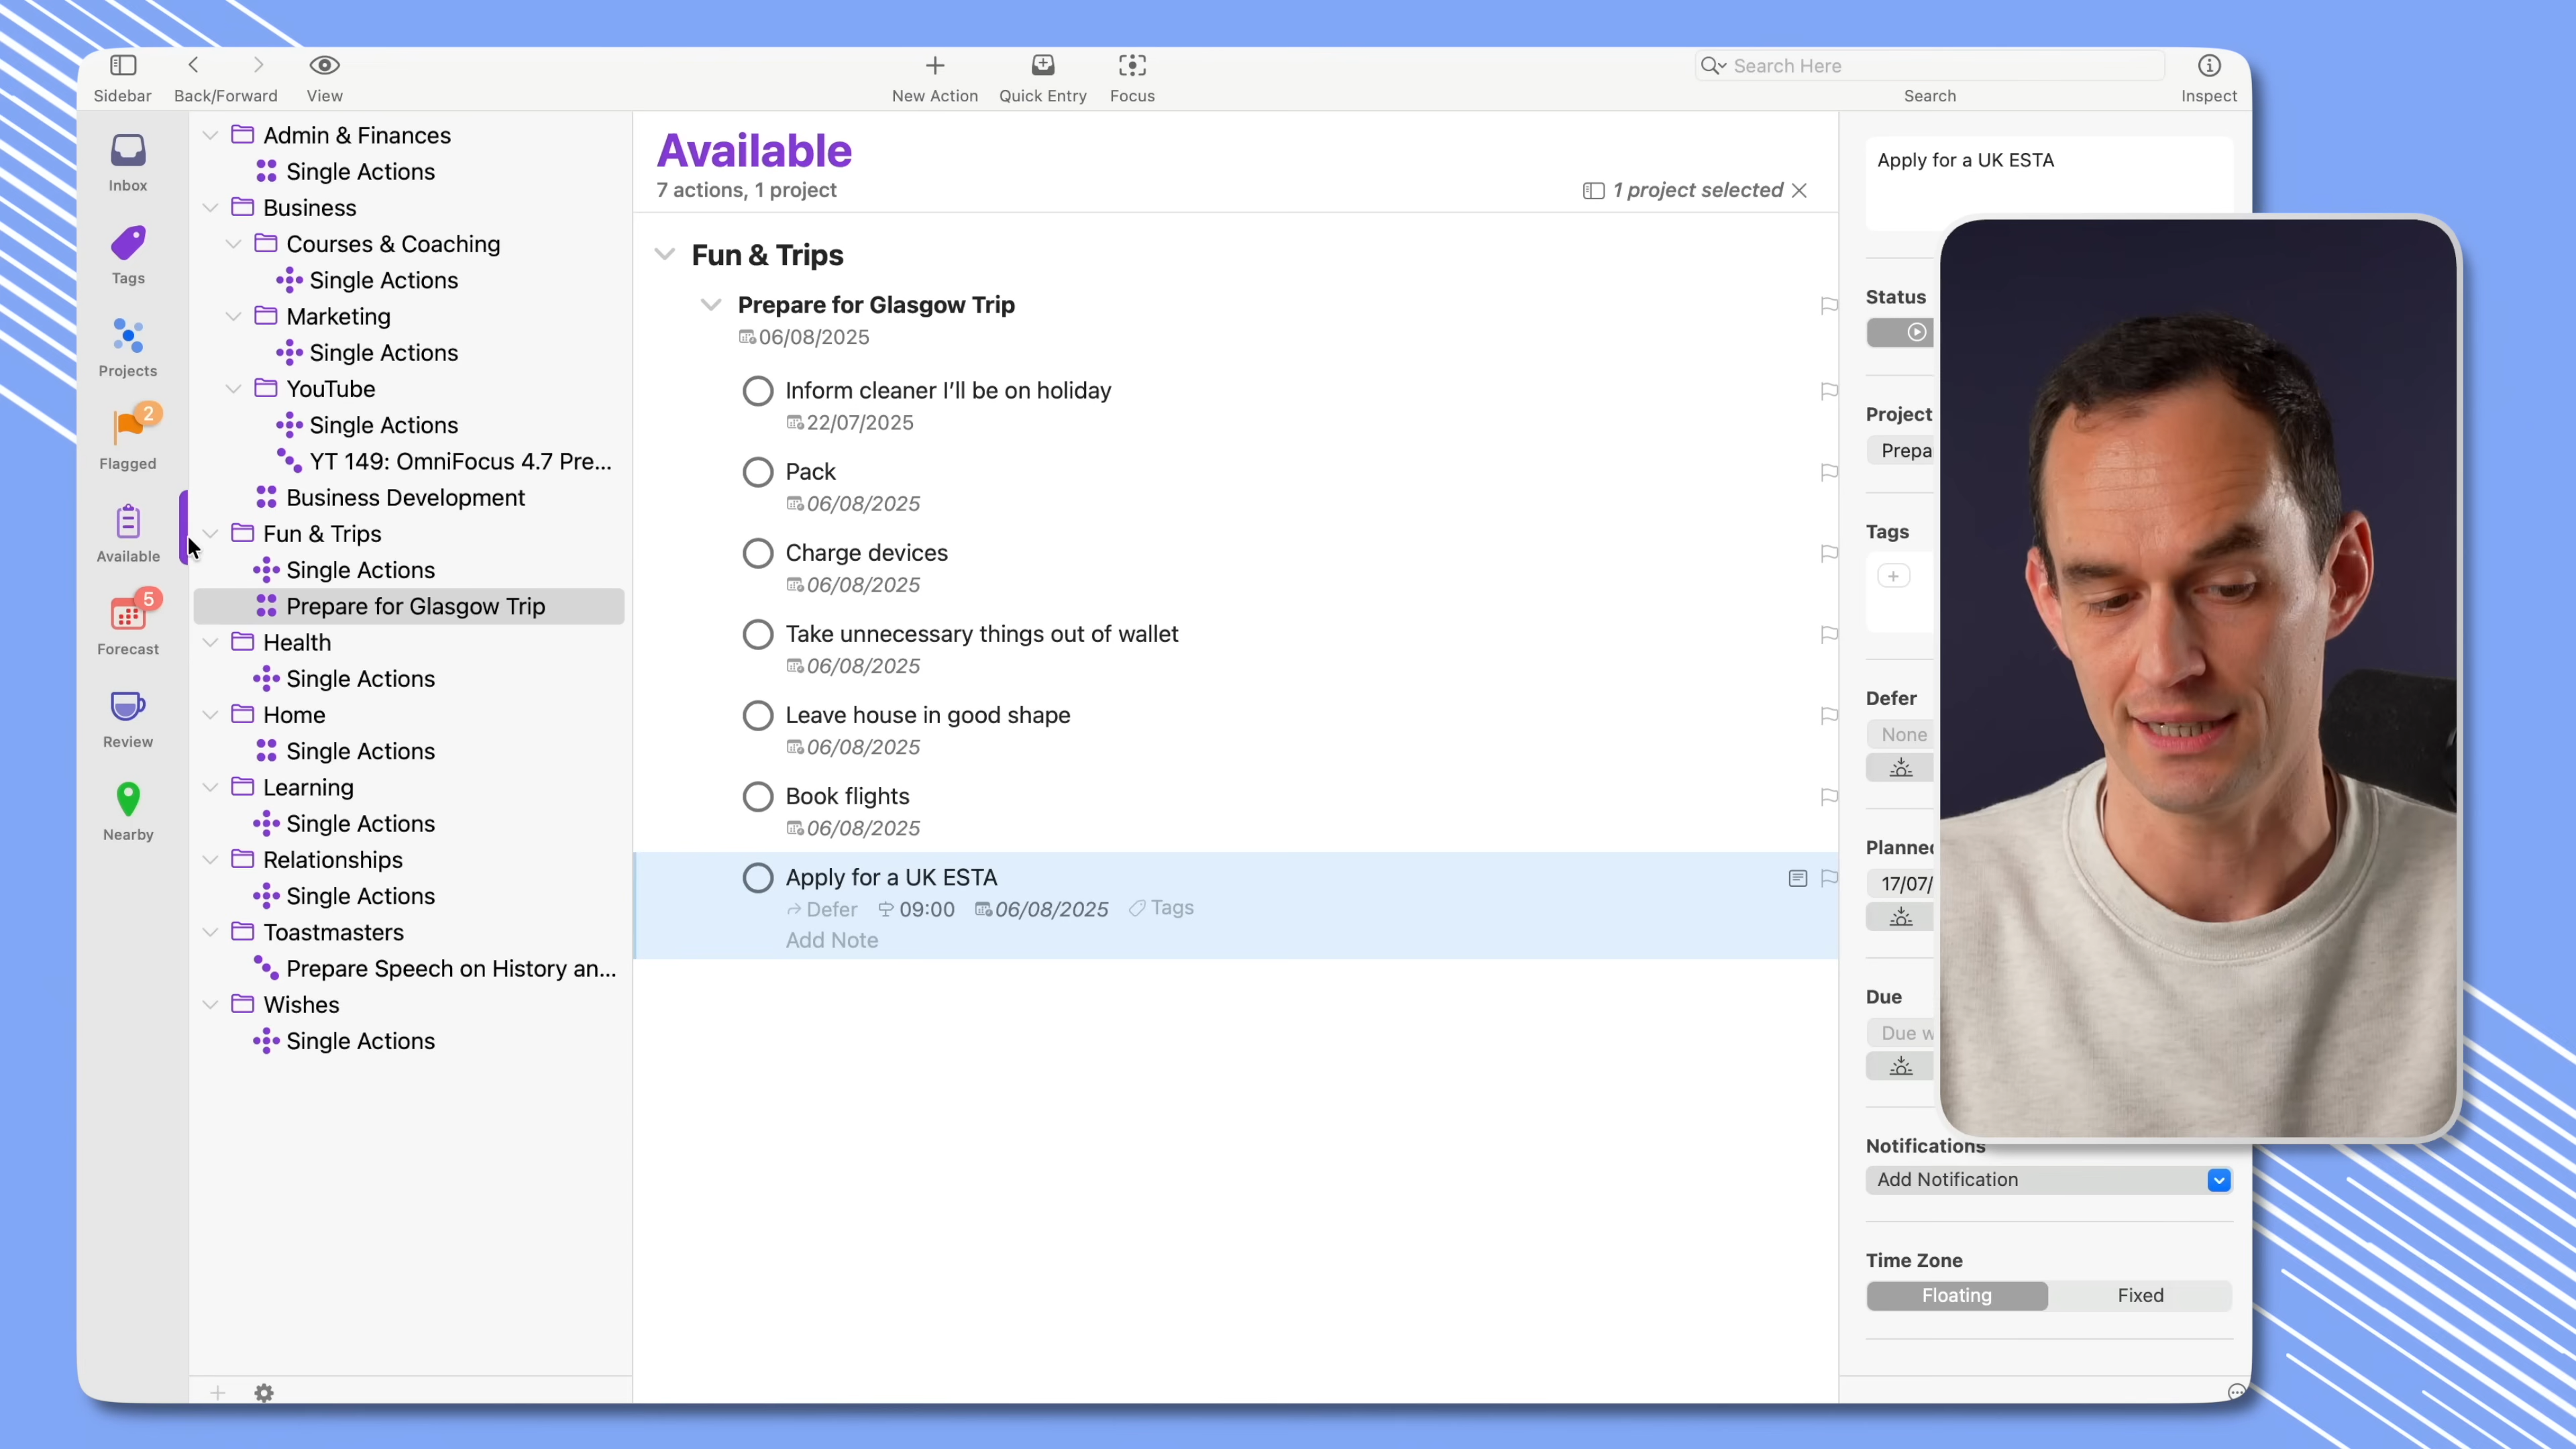 Sidebar
Back/Forward
View
New Action
Quick Entry
Focus
Search Here
Search
Inspect
Inbox
Tags
Projects
2
Flagged
Available
5
Forecast
Review
Nearby
Admin & Finances
Single Actions
Business
Courses & Coaching
Single Actions
Marketing
Single Actions
YouTube
Single Actions
YT 149: OmniFocus 4.7 Pre...
Business Development
Fun & Trips
Single Actions
Prepare for Glasgow Trip
Health
Single Actions
Home
Single Actions
Learning
Single Actions
Relationships
Single Actions
Toastmasters
Prepare Speech on History an...
Wishes
Single Actions
Available
7 actions, 1 project
1 project selected
Fun & Trips
Prepare for Glasgow Trip
06/08/2025
Inform cleaner I'll be on holiday
22/07/2025
Pack
06/08/2025
Charge devices
06/08/2025
Take unnecessary things out of wallet
06/08/2025
Leave house in good shape
06/08/2025
Book flights
06/08/2025
Apply for a UK ESTA
Defer 09:00 06/08/2025 Tags
Add Note
Apply for a UK ESTA
Status
Project
Prepa
Tags
Defer
None
Planned
17/07/
Due
Due w
Notifications
Add Notification
Time Zone
Floating Fixed